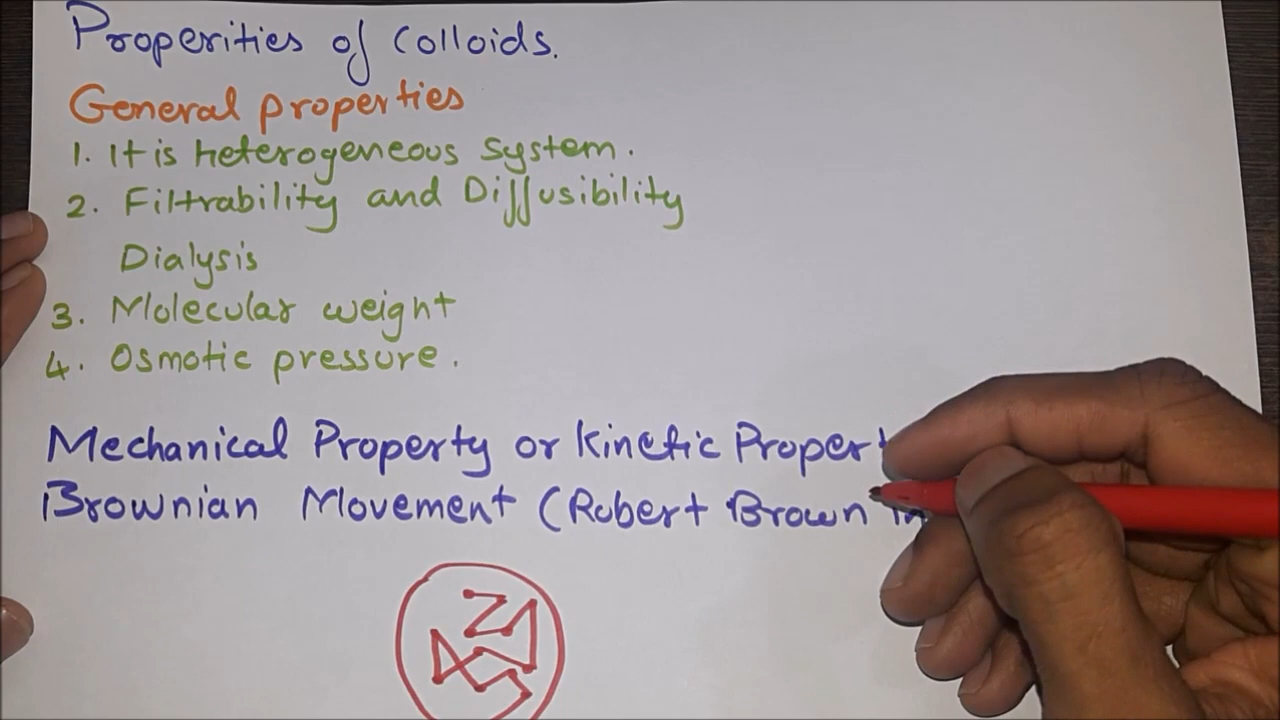 Properities of Colloids.
General properties
1. It is heterogeneous system.
2. Filtrability and Diffusibility
Dialysis
3. Molecular weight
4. Osmotic pressure.
Mechanical Property or Kinetic Propert
Brownian Movement (Robert Brown in